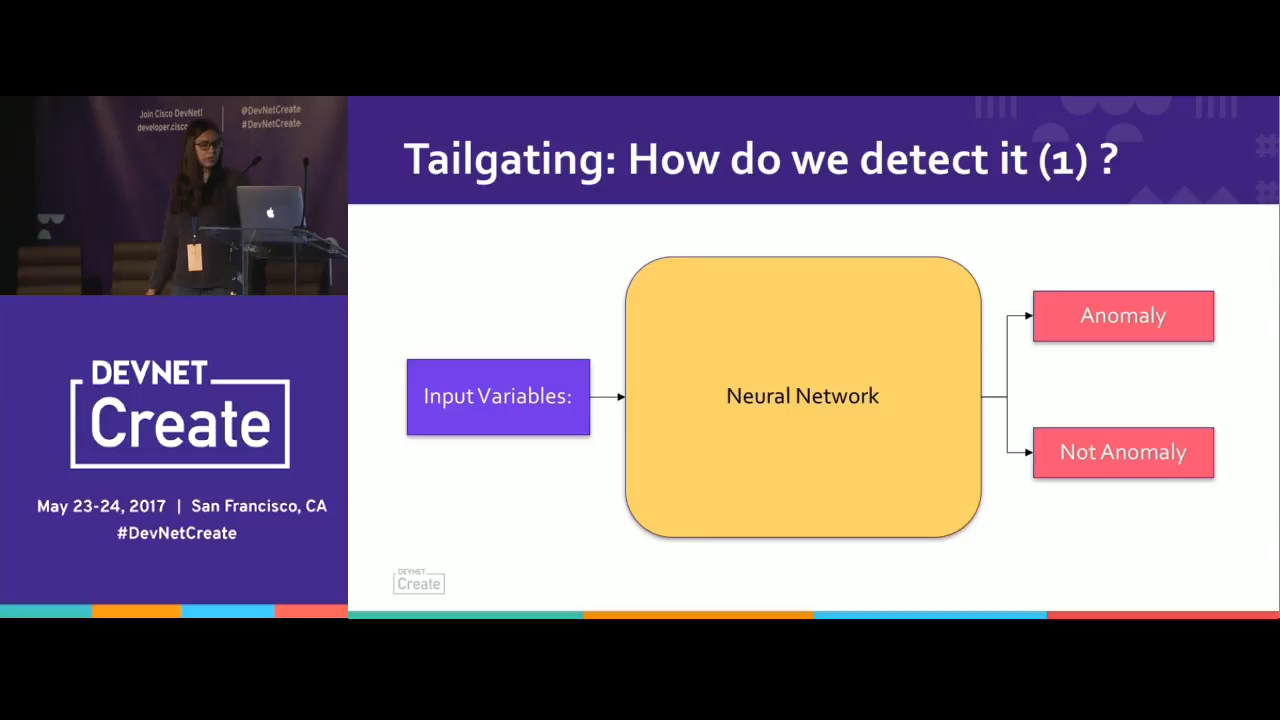 Join Cisco DevNet!
developer.cisco
@DevNetCreate
#DevNetCreate
DEVNET
Create
May 23-24, 2017 | San Francisco, CA
#DevNetCreate
Tailgating: How do we detect it (1) ?
Input Variables:
Neural Network
Anomaly
Not Anomaly
DEVNET
Create